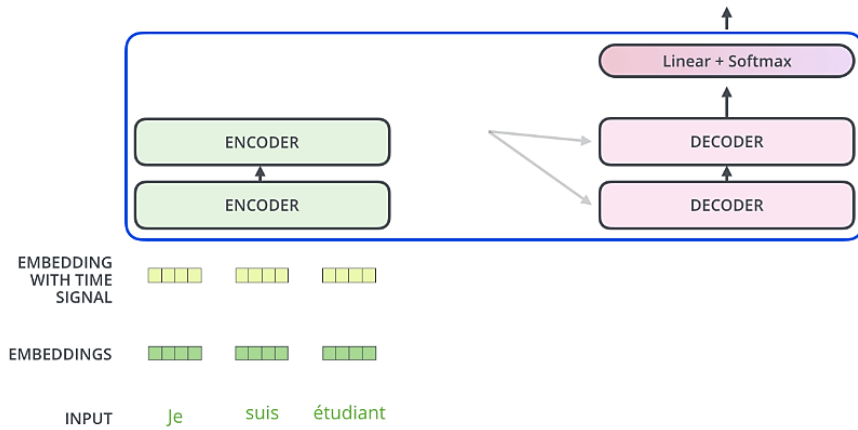 Linear + Softmax
ENCODER
DECODER
ENCODER
DECODER
EMBEDDING
WITH TIME
SIGNAL
EMBEDDINGS
INPUT
Je suis étudiant